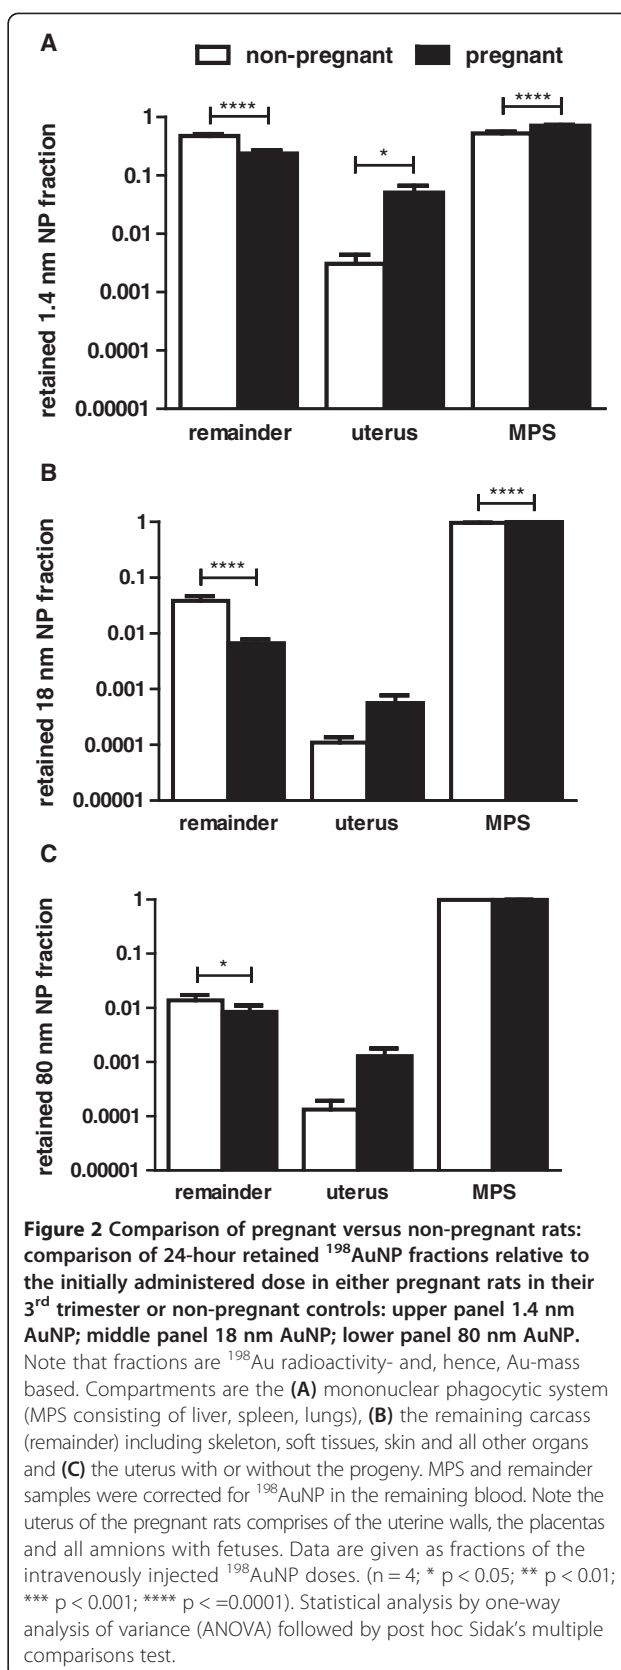 A
non-pregnant pregnant
retained 1.4 nm NP fraction
1
0.1
0.01
0.001
0.0001
0.00001
****
*
****
remainder uterus MPS
B
retained 18 nm NP fraction
1
0.1
0.01
0.001
0.0001
0.00001
****
****
remainder uterus MPS
C
retained 80 nm NP fraction
1
0.1
0.01
0.001
0.0001
0.00001
*
remainder uterus MPS
Figure 2 Comparison of pregnant versus non-pregnant rats:
comparison of 24-hour retained ¹⁹⁸AuNP fractions relative to
the initially administered dose in either pregnant rats in their
3ʳᵈ trimester or non-pregnant controls: upper panel 1.4 nm
AuNP; middle panel 18 nm AuNP; lower panel 80 nm AuNP.
Note that fractions are ¹⁹⁸Au radioactivity- and, hence, Au-mass
based. Compartments are the (A) mononuclear phagocytic system
(MPS consisting of liver, spleen, lungs), (B) the remaining carcass
(remainder) including skeleton, soft tissues, skin and all other organs
and (C) the uterus with or without the progeny. MPS and remainder
samples were corrected for ¹⁹⁸AuNP in the remaining blood. Note the
uterus of the pregnant rats comprises of the uterine walls, the placentas
and all amnions with fetuses. Data are given as fractions of the
intravenously injected ¹⁹⁸AuNP doses. (n = 4; * p < 0.05; ** p < 0.01;
*** p < 0.001; **** p < =0.0001). Statistical analysis by one-way
analysis of variance (ANOVA) followed by post hoc Sidak's multiple
comparisons test.